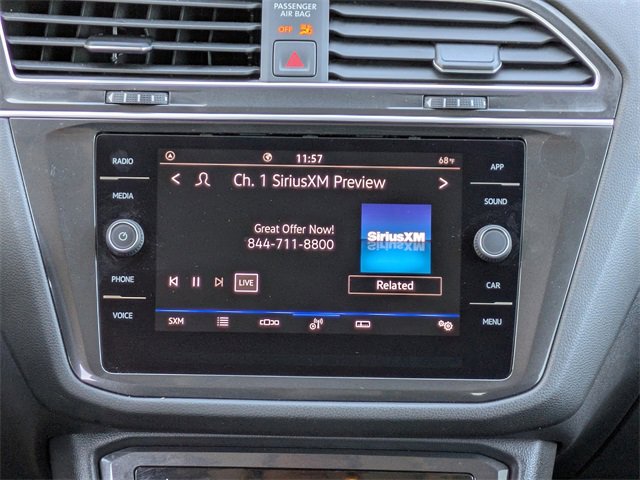 PASSENGER
AIR BAG
OFF
11:57
68°F
RADIO
MEDIA
PHONE
VOICE
Ch. 1 SiriusXM Preview
Great Offer Now!
844-711-8800
SiriusXM
LIVE
Related
SXM
APP
SOUND
CAR
MENU